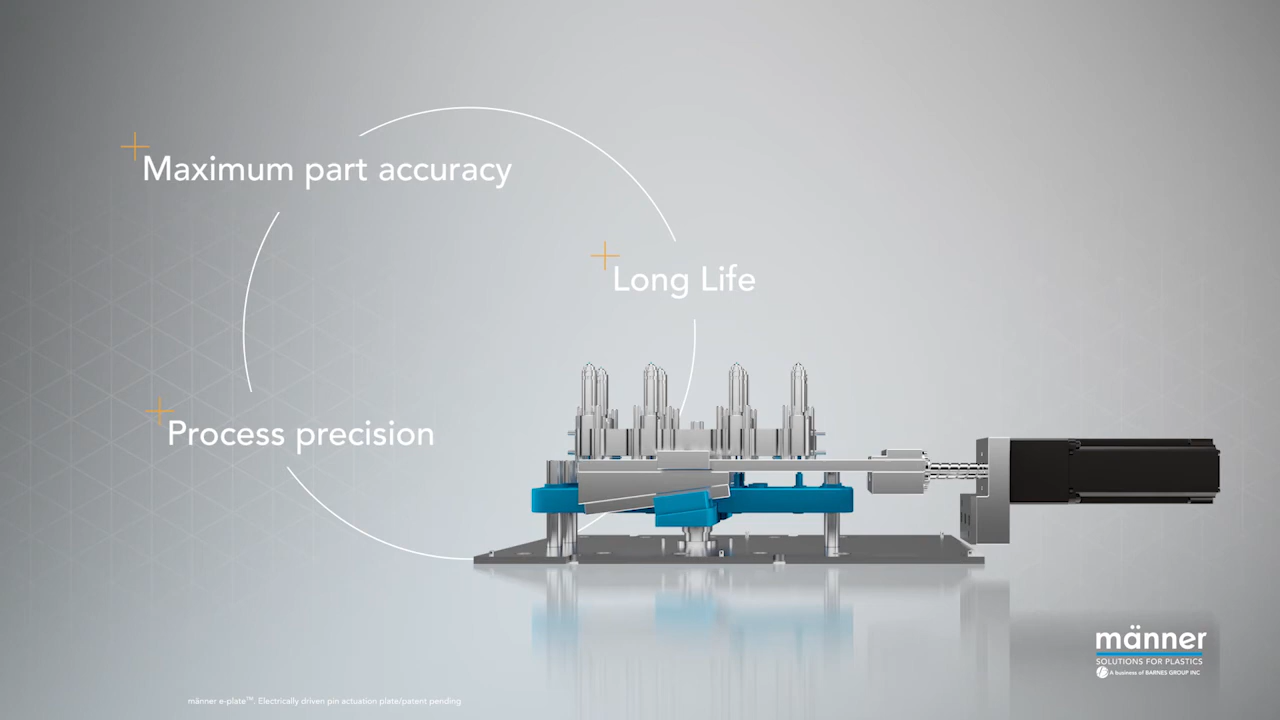 Maximum part accuracy
Long Life
Process precision
männer
SOLUTIONS FOR PLASTICS
A business of BARNES GROUP INC
männer e-plate™. Electrically driven pin actuation plate/patent pending